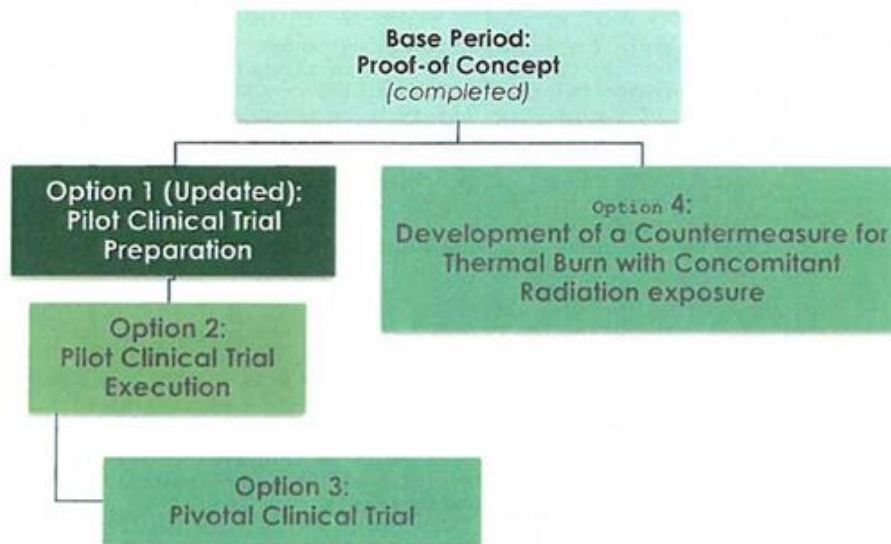 Base Period:
Proof-of Concept
(completed)
Option 1 (Updated):
Pilot Clinical Trial
Preparation
Option 4:
Development of a Countermeasure for
Thermal Burn with Concomitant
Radiation exposure
Option 2:
Pilot Clinical Trial
Execution
Option 3:
Pivotal Clinical Trial